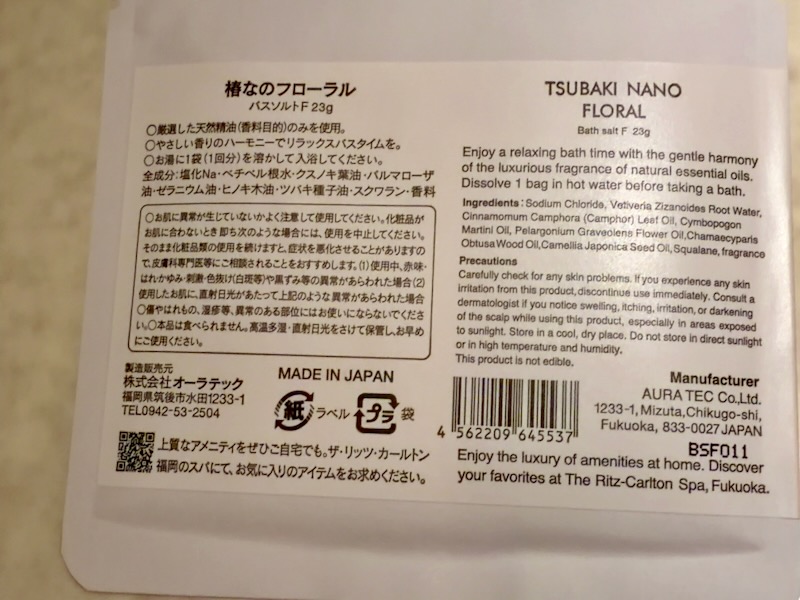 椿なのフローラル
バスソルトF 23g
○厳選した天然精油(香料目的)のみを使用。
○やさしい香りのハーモニーでリラックスバスタイムを。
○お湯に1袋(1回分)を溶かして入浴してください。
全成分:塩化Na・ベチベル根水・クスノキ葉油・パルマローザ
油・ゼラニウム油・ヒノキ木油・ツバキ種子油・スクワラン・香料
○お肌に異常が生じていないかよく注意して使用してください。化粧品が
お肌に合わないとき即ち次のような場合には、使用を中止してください。
そのまま化粧品類の使用を続けますと、症状を悪化させることがありますの
で、皮膚科専門医等にご相談されることをおすすめします。(1)使用中、赤味・
はれ・かゆみ・刺激・色抜け(白斑等)や黒ずみ等の異常があらわれた場合(2)
使用したお肌に、直射日光があたって上記のような異常があらわれた場合
○傷やはれもの、湿疹等、異常のある部位にはお使いにならないでくださ
い。○本品は食べられません。高温多湿・直射日光をさけて保管し、お早め
にご使用ください。
製造販売元
株式会社 オーラテック
福岡県筑後市水田1233-1
TEL0942-53-2504
MADE IN JAPAN
紙 ラベル プラ 袋
上質なアメニティをぜひご自宅でも。ザ・リッツ・カールトン
福岡のスパにて、お気に入りのアイテムをお求めください。
TSUBAKI NANO
FLORAL
Bath salt F 23g
Enjoy a relaxing bath time with the gentle harmony
of the luxurious fragrance of natural essential oils.
Dissolve 1 bag in hot water before taking a bath.
Ingredients: Sodium Chloride, Vetiveria Zizanoides Root Water,
Cinnamomum Camphora (Camphor) Leaf Oil, Cymbopogon
Martini Oil, Pelargonium Graveolens Flower Oil,Chamaecyparis
Obtusa Wood Oil,Camellia Japonica Seed Oil,Squalane, fragrance
Precautions
Carefully check for any skin problems. If you experience any skin
irritation from this product, discontinue use immediately. Consult a
dermatologist if you notice swelling, itching, irritation, or darkening
of the scalp while using this product, especially in areas exposed
to sunlight. Store in a cool, dry place. Do not store in direct sunlight
or in high temperature and humidity.
This product is not edible.
4 562209 645537
Manufacturer
AURA TEC Co.,Ltd.
1233-1, Mizuta,Chikugo-shi,
Fukuoka, 833-0027 JAPAN
BSF011
Enjoy the luxury of amenities at home. Discover
your favorites at The Ritz-Carlton Spa, Fukuoka.